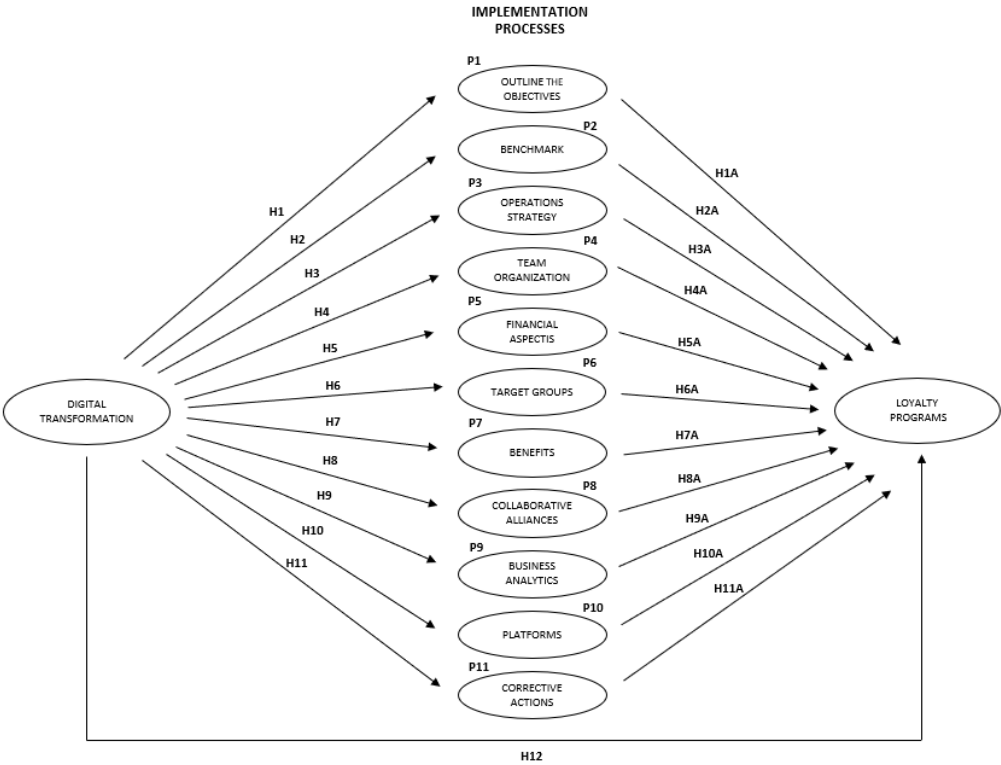 IMPLEMENTATION
PROCESSES
P1
OUTLINE THE
OBJECTIVES
P2
BENCHMARK
P3
OPERATIONS
STRATEGY
P4
TEAM
ORGANIZATION
P5
FINANCIAL
ASPECTIS
P6
TARGET GROUPS
P7
BENEFITS
P8
COLLABORATIVE
ALLIANCES
P9
BUSINESS
ANALYTICS
P10
PLATFORMS
P11
CORRECTIVE
ACTIONS
DIGITAL
TRANSFORMATION
LOYALTY
PROGRAMS
H1
H2
H3
H4
H5
H6
H7
H8
H9
H10
H11
H1A
H2A
H3A
H4A
H5A
H6A
H7A
H8A
H9A
H10A
H11A
H12